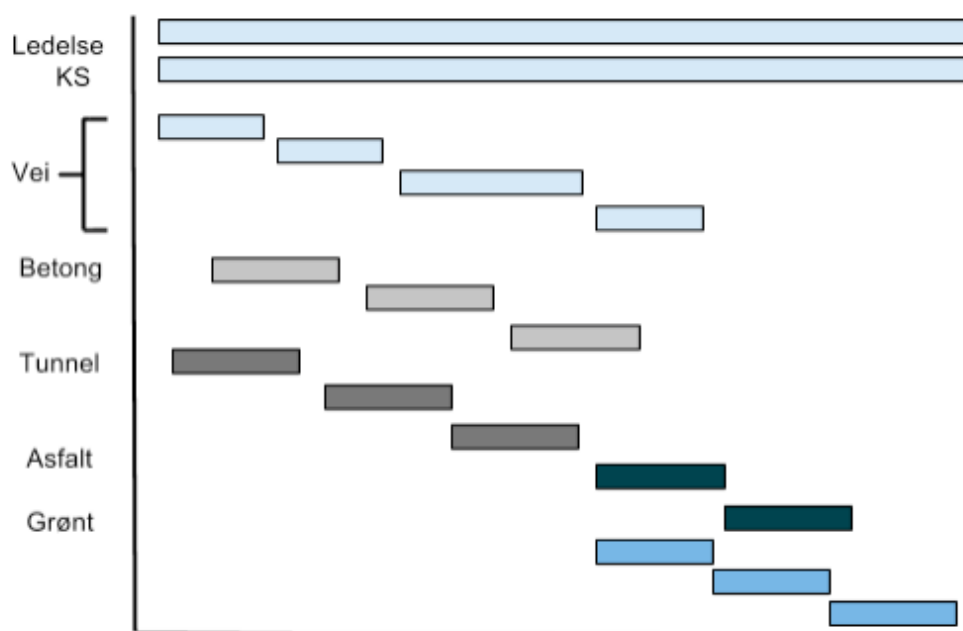 Ledelse
KS
Vei
Betong
Tunnel
Asfalt
Grønt